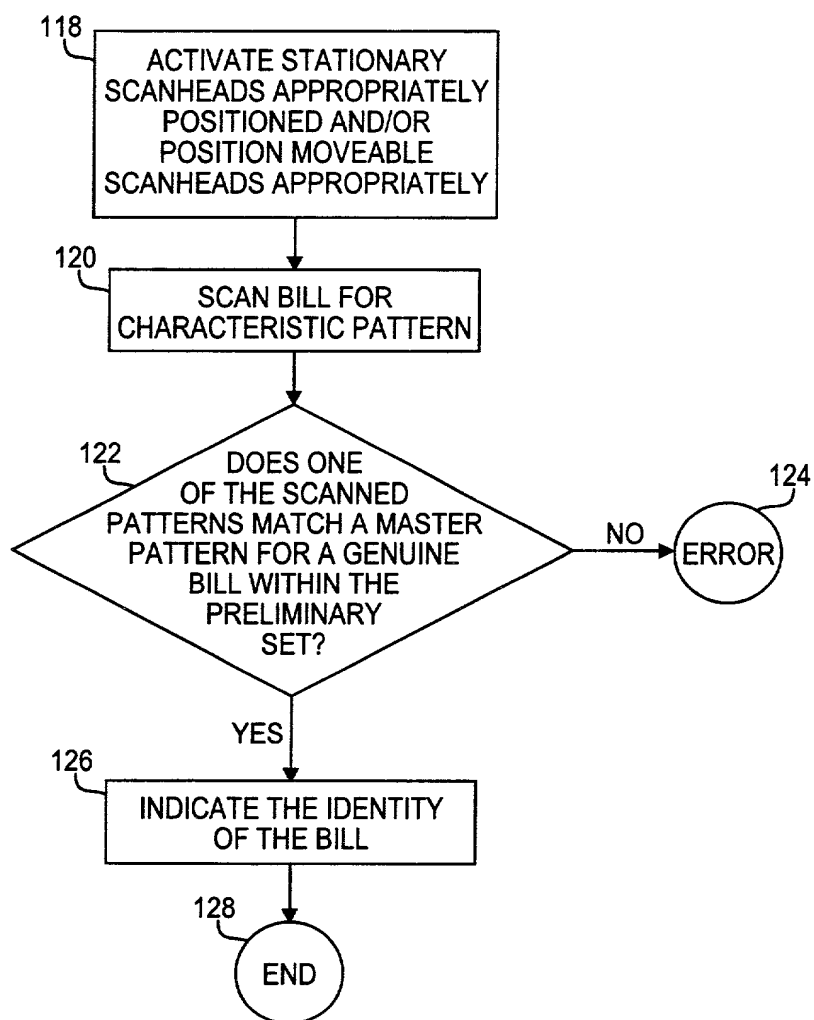 118
ACTIVATE STATIONARY
SCANHEADS APPROPRIATELY
POSITIONED AND/OR
POSITION MOVEABLE
SCANHEADS APPROPRIATELY
120
SCAN BILL FOR
CHARACTERISTIC PATTERN
122
DOES ONE
OF THE SCANNED
PATTERNS MATCH A MASTER
PATTERN FOR A GENUINE
BILL WITHIN THE
PRELIMINARY
SET?
NO
124
ERROR
YES
126
INDICATE THE IDENTITY
OF THE BILL
128
END